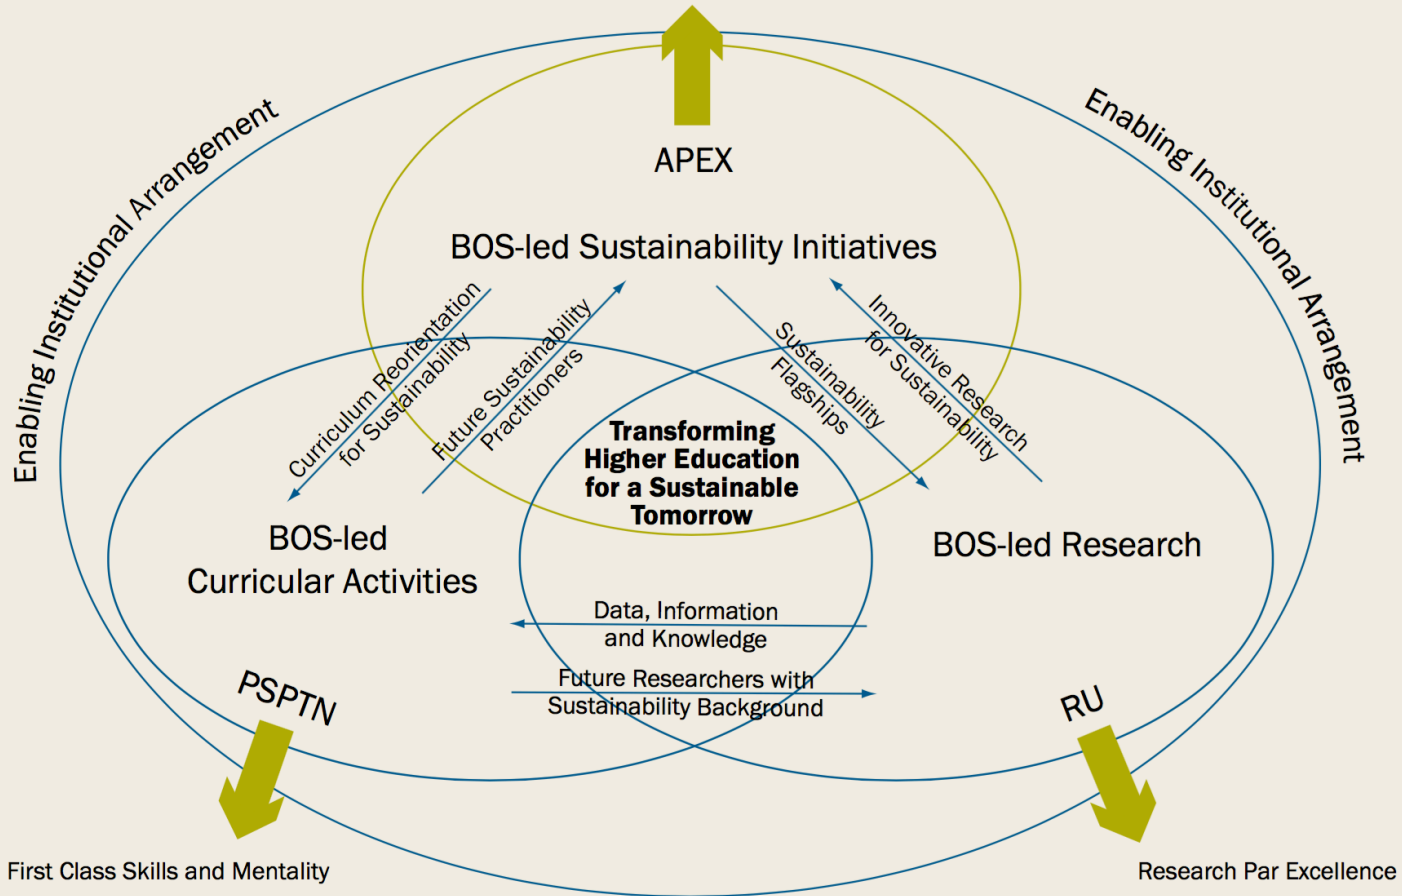 Enabling Institutional Arrangement
Enabling Institutional Arrangement
APEX
BOS-led Sustainability Initiatives
Curriculum Reorientation
for Sustainability
Future Sustainability
Practitioners
Sustainability
Flagships
Innovative Research
for Sustainability
Transforming
Higher Education
for a Sustainable
Tomorrow
BOS-led
Curricular Activities
BOS-led Research
Data, Information
and Knowledge
Future Researchers with
Sustainability Background
PSPTN
RU
First Class Skills and Mentality
Research Par Excellence